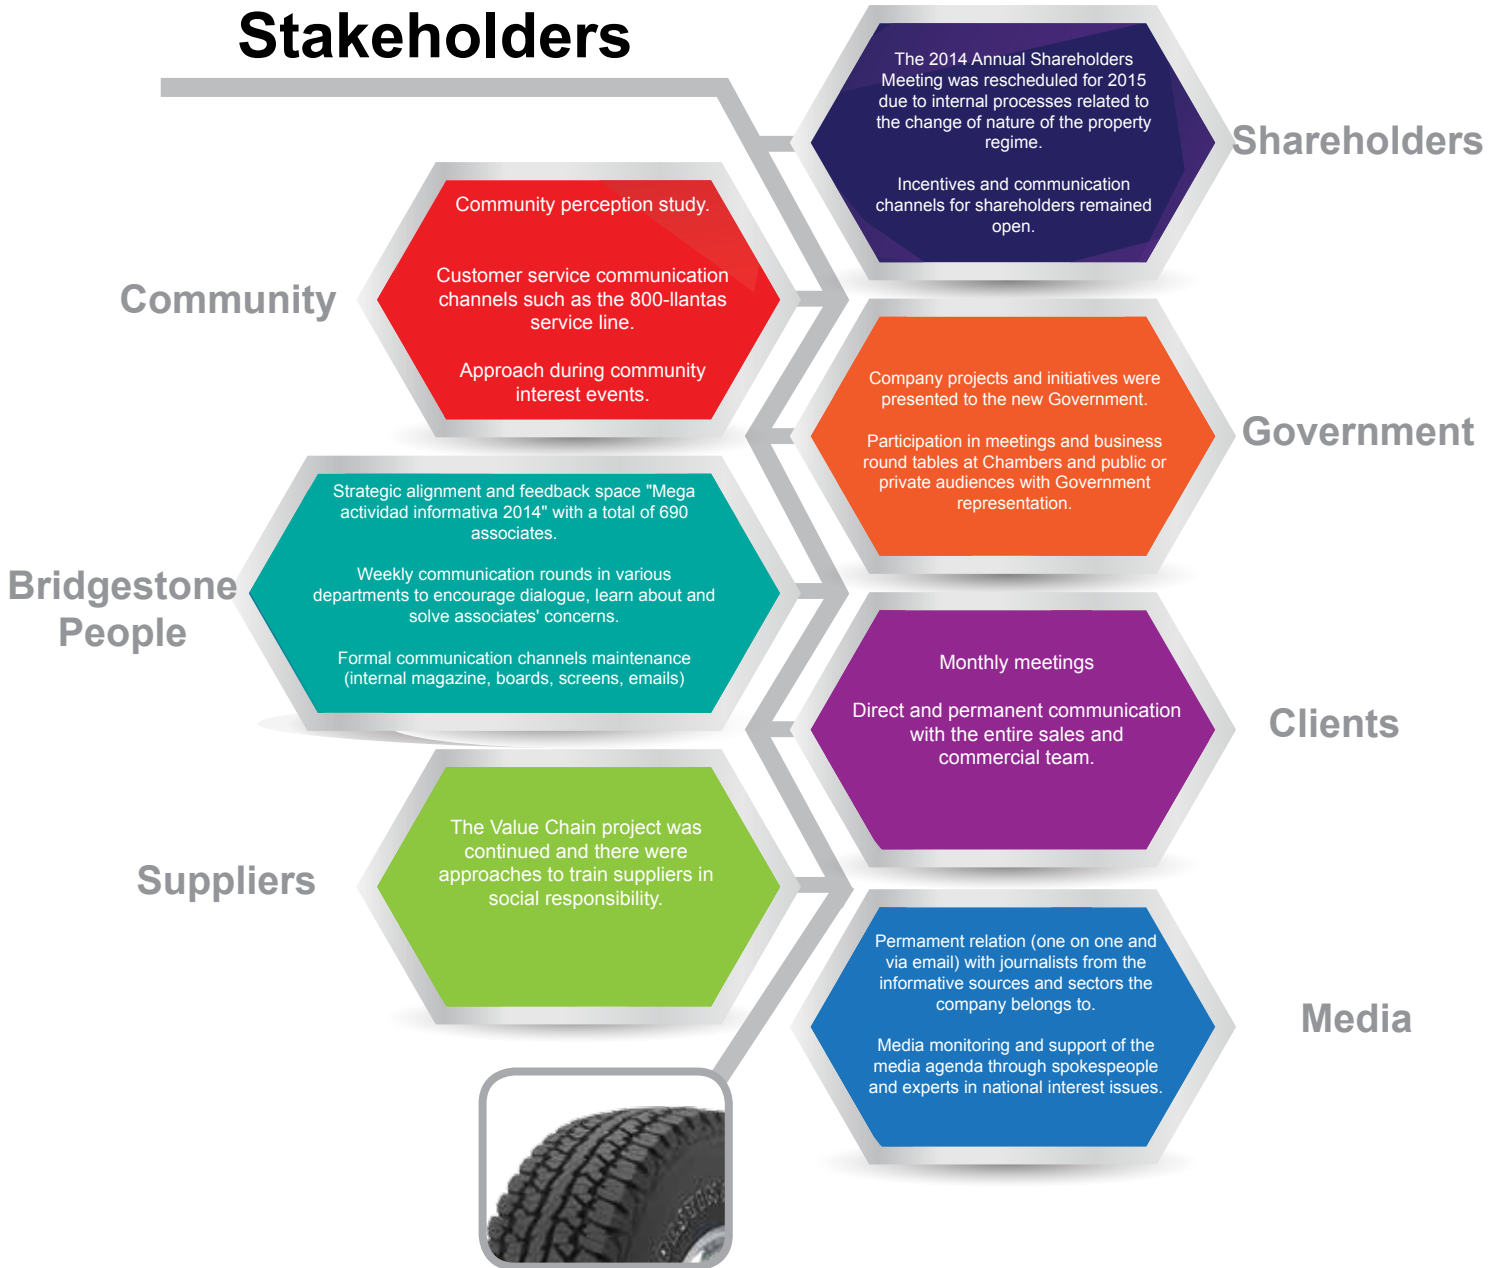 Stakeholders
The 2014 Annual Shareholders
Meeting was rescheduled for 2015
due to internal processes related to
the change of nature of the property
regime.
Incentives and communication
channels for shareholders remained
open.
Shareholders
Community perception study.
Customer service communication
channels such as the 800-llantas
service line.
Approach during community
interest events.
Community
Company projects and initiatives were
presented to the new Government.
Participation in meetings and business
round tables at Chambers and public or
private audiences with Government
representation.
Government
Strategic alignment and feedback space "Mega
actividad informativa 2014" with a total of 690
associates.
Weekly communication rounds in various
departments to encourage dialogue, learn about and
solve associates' concerns.
Formal communication channels maintenance
(internal magazine, boards, screens, emails)
Bridgestone
People
Monthly meetings
Direct and permanent communication
with the entire sales and
commercial team.
Clients
The Value Chain project was
continued and there were
approaches to train suppliers in
social responsibility.
Suppliers
Permament relation (one on one and
via email) with journalists from the
informative sources and sectors the
company belongs to.
Media monitoring and support of the
media agenda through spokespeople
and experts in national interest issues.
Media